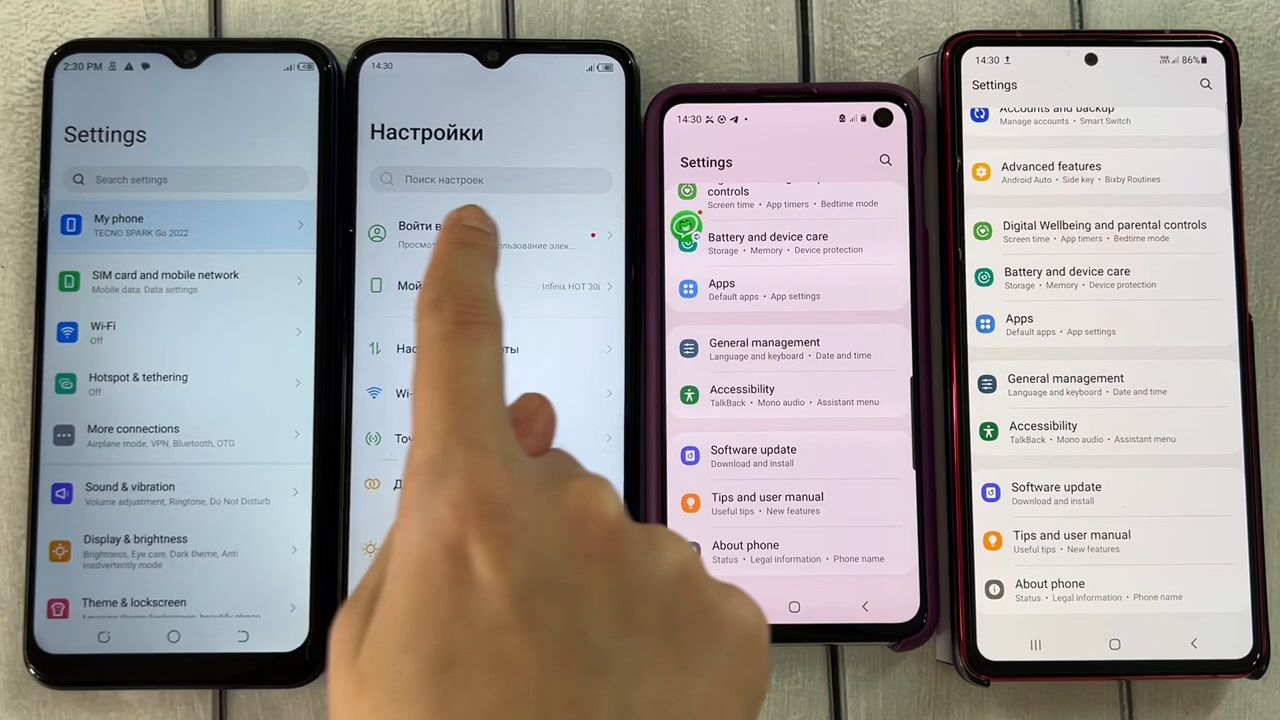 2:30 PM
Settings
Search settings
My phone
TECNO SPARK Go 2022
SIM card and mobile network
Mobile data, Data settings
Wi-Fi
Off
Hotspot & tethering
Off
More connections
Airplane mode, VPN, Bluetooth, OTG
Sound & vibration
Volume adjustment, Ringtone, Do Not Disturb
Display & brightness
Brightness, Eye care, Dark theme, Anti
inadvertently mode
Theme & lockscreen
14:30
Настройки
Поиск настроек
Войти в
Infinix HOT 30i
14:30
Settings
controls
Screen time • App timers • Bedtime mode
Battery and device care
Storage • Memory • Device protection
Apps
Default apps • App settings
General management
Language and keyboard • Date and time
Accessibility
TalkBack • Mono audio • Assistant menu
Software update
Download and install
Tips and user manual
Useful tips • New features
About phone
Status • Legal information • Phone name
14:30
86%
Settings
Accounts and backup
Manage accounts • Smart Switch
Advanced features
Android Auto • Side key • Bixby Routines
Digital Wellbeing and parental controls
Screen time • App timers • Bedtime mode
Battery and device care
Storage • Memory • Device protection
Apps
Default apps • App settings
General management
Language and keyboard • Date and time
Accessibility
TalkBack • Mono audio • Assistant menu
Software update
Download and install
Tips and user manual
Useful tips • New features
About phone
Status • Legal information • Phone name